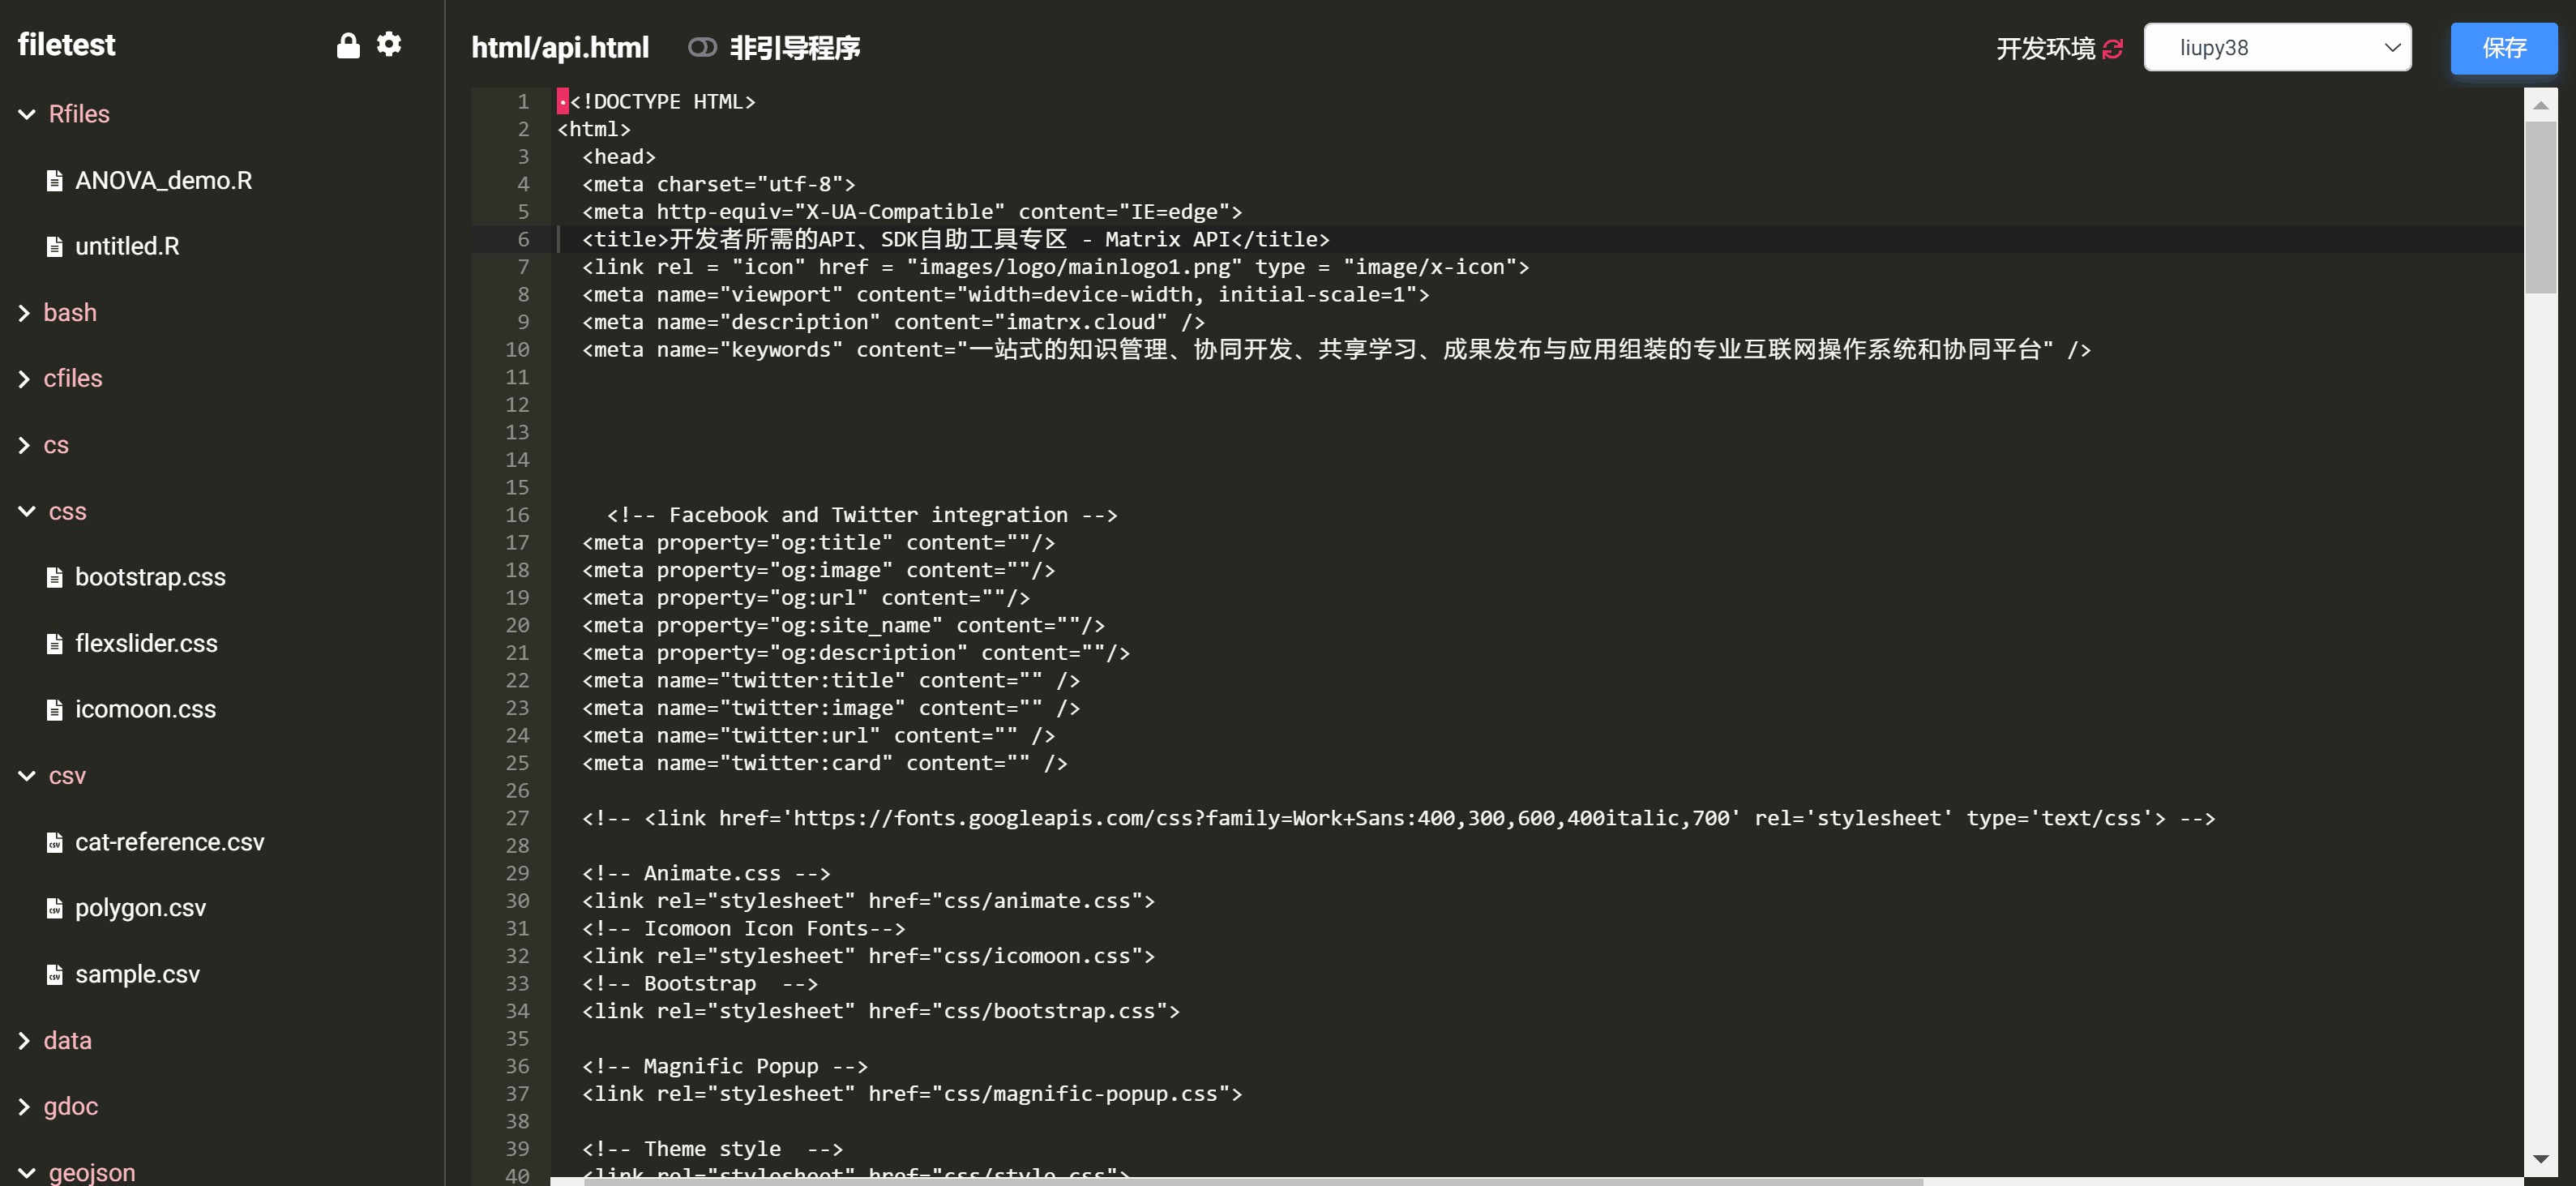 filetest
Rfiles
ANOVA_demo.R
untitled.R
bash
cfiles
cs
css
bootstrap.css
flexslider.css
icomoon.css
csv
cat-reference.csv
polygon.csv
sample.csv
data
gdoc
geojson
html/api.html 非引导程序
开发环境 liupy38 保存
1 <!DOCTYPE HTML>
2 <html>
3 <head>
4 <meta charset="utf-8">
5 <meta http-equiv="X-UA-Compatible" content="IE=edge">
6 <title>开发者所需的API、SDK自助工具专区 - Matrix API</title>
7 <link rel = "icon" href = "images/logo/mainlogo1.png" type = "image/x-icon">
8 <meta name="viewport" content="width=device-width, initial-scale=1">
9 <meta name="description" content="imatrx.cloud" />
10 <meta name="keywords" content="一站式的知识管理、协同开发、共享学习、成果发布与应用组装的专业互联网操作系统和协同平台" />
11
12
13
14
15
16 <!-- Facebook and Twitter integration -->
17 <meta property="og:title" content=""/>
18 <meta property="og:image" content=""/>
19 <meta property="og:url" content=""/>
20 <meta property="og:site_name" content=""/>
21 <meta property="og:description" content=""/>
22 <meta name="twitter:title" content="" />
23 <meta name="twitter:image" content="" />
24 <meta name="twitter:url" content="" />
25 <meta name="twitter:card" content="" />
26
27 <!-- <link href='https://fonts.googleapis.com/css?family=Work+Sans:400,300,600,400italic,700' rel='stylesheet' type='text/css'> -->
28
29 <!-- Animate.css -->
30 <link rel="stylesheet" href="css/animate.css">
31 <!-- Icomoon Icon Fonts-->
32 <link rel="stylesheet" href="css/icomoon.css">
33 <!-- Bootstrap  -->
34 <link rel="stylesheet" href="css/bootstrap.css">
35
36 <!-- Magnific Popup -->
37 <link rel="stylesheet" href="css/magnific-popup.css">
38
39 <!-- Theme style  -->
40 <link rel="stylesheet" href="css/style.css">